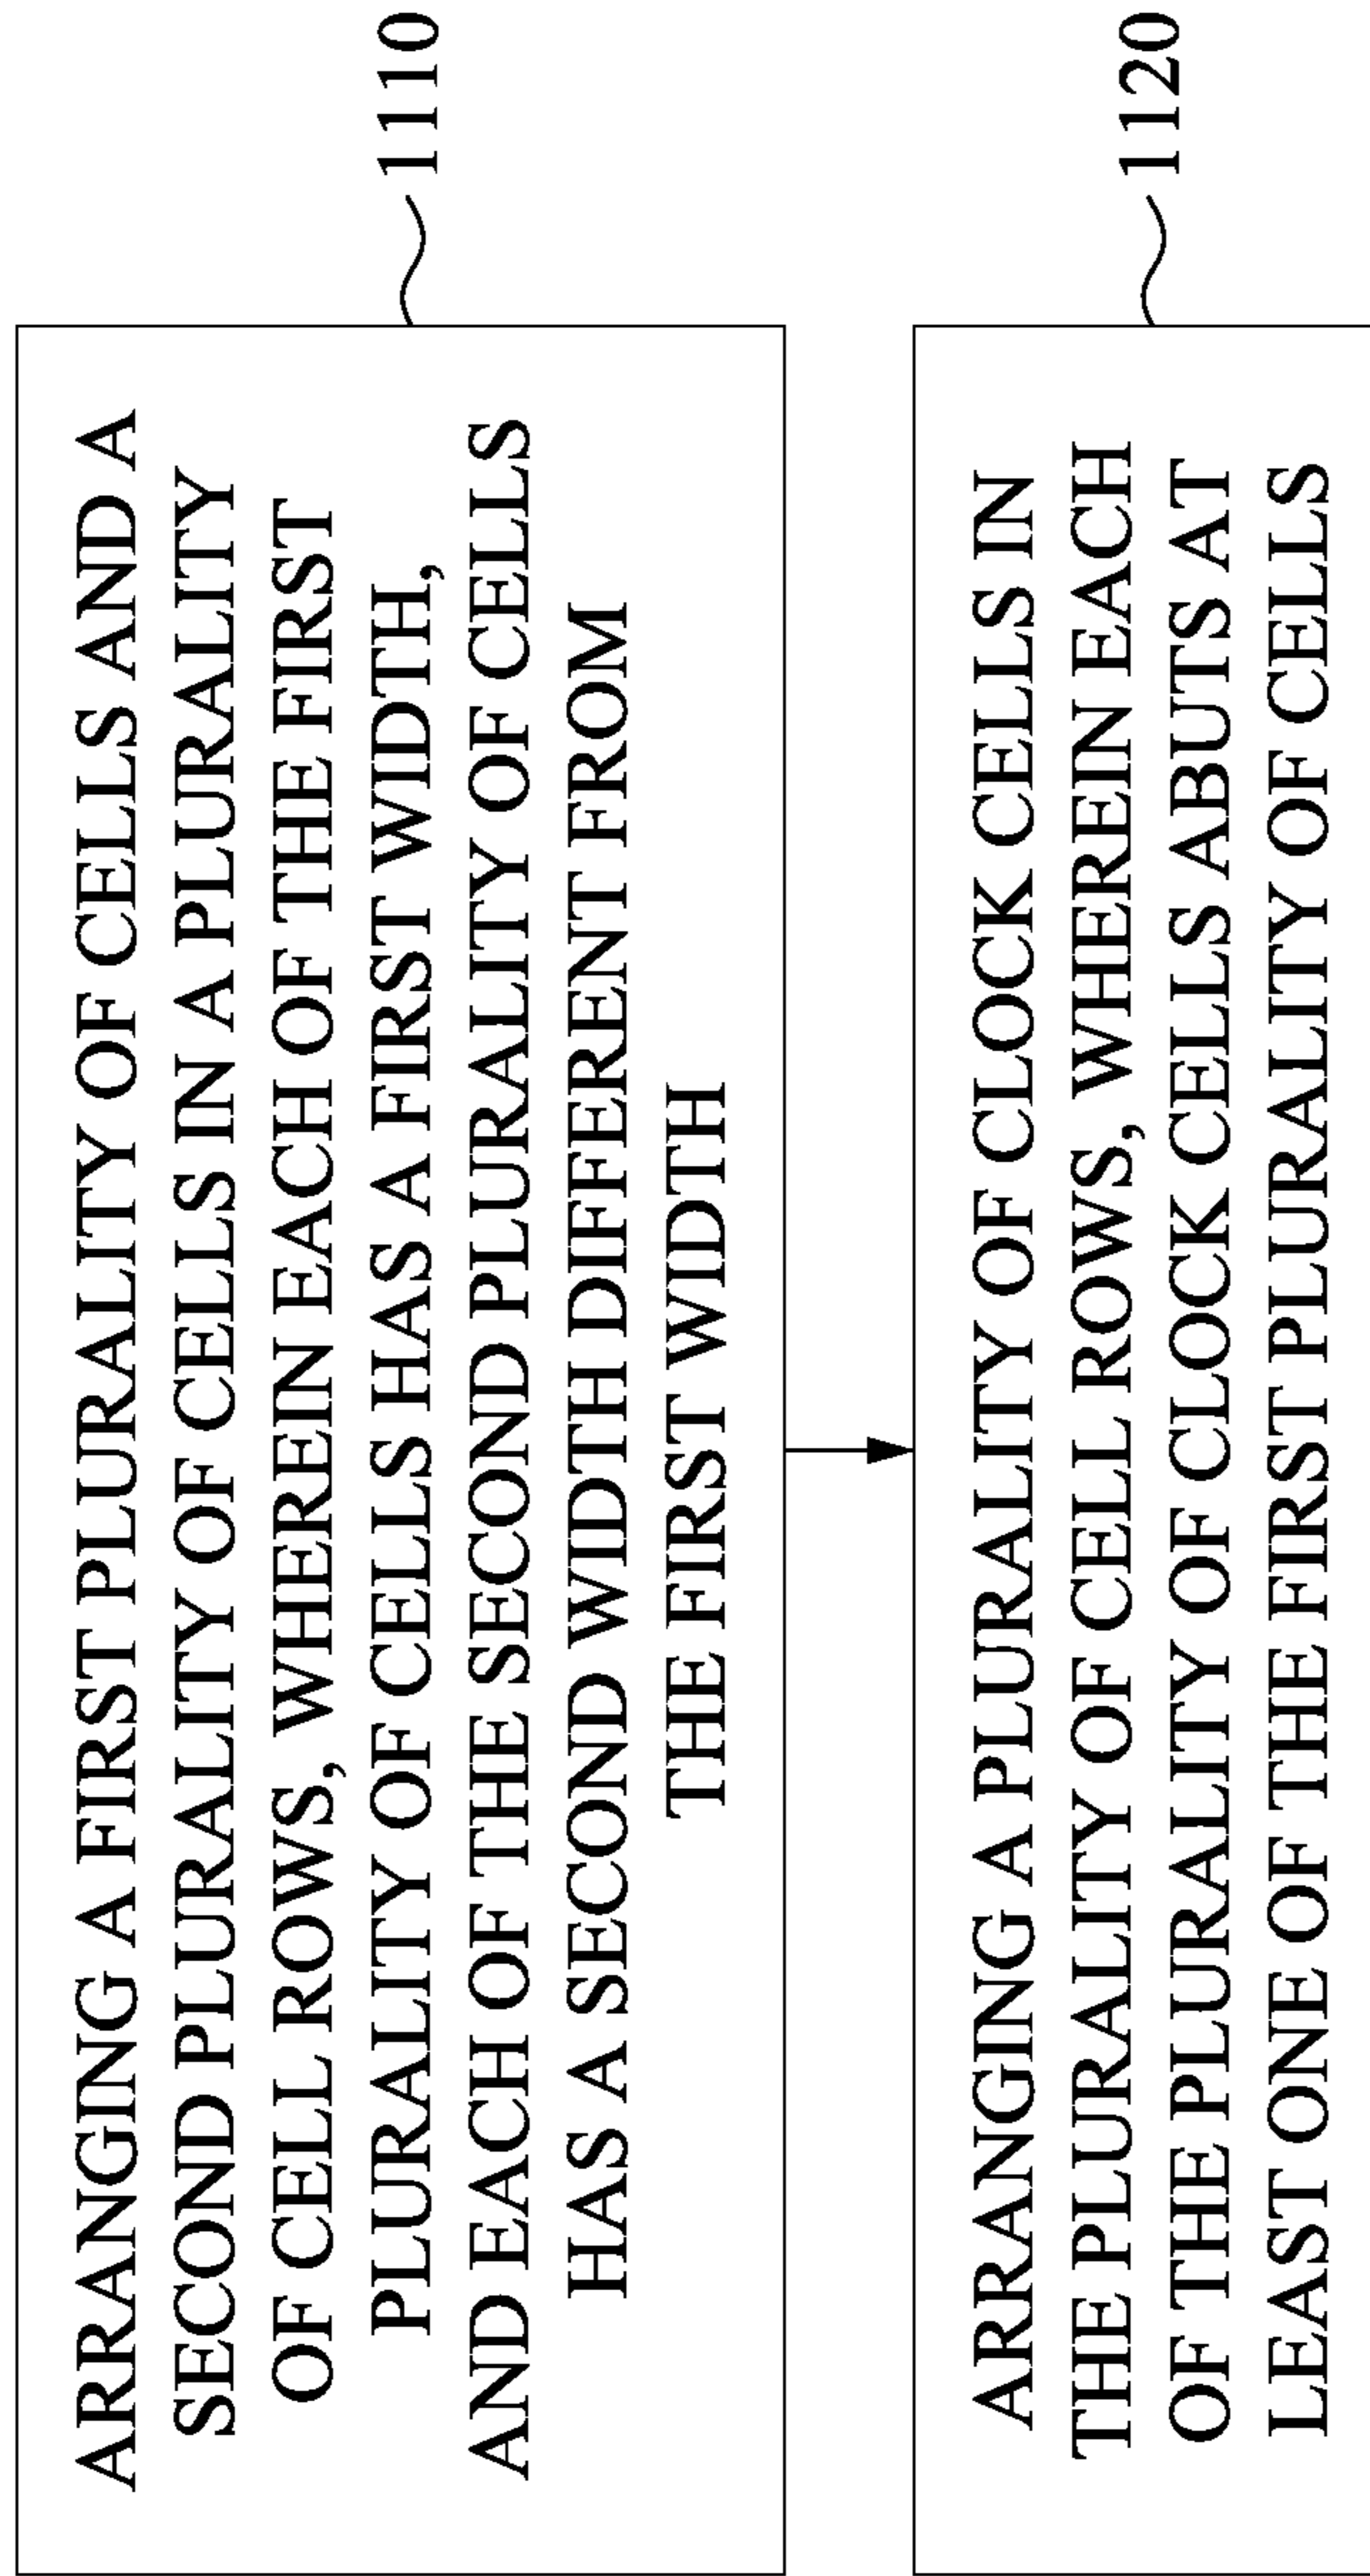 ARRANGING A FIRST PLURALITY OF CELLS AND A
SECOND PLURALITY OF CELLS IN A PLURALITY
OF CELL ROWS, WHEREIN EACH OF THE FIRST
PLURALITY OF CELLS HAS A FIRST WIDTH,
AND EACH OF THE SECOND PLURALITY OF CELLS
HAS A SECOND WIDTH DIFFERENT FROM
THE FIRST WIDTH
1110
ARRANGING A PLURALITY OF CLOCK CELLS IN
THE PLURALITY OF CELL ROWS, WHEREIN EACH
OF THE PLURALITY OF CLOCK CELLS ABUTS AT
LEAST ONE OF THE FIRST PLURALITY OF CELLS
1120